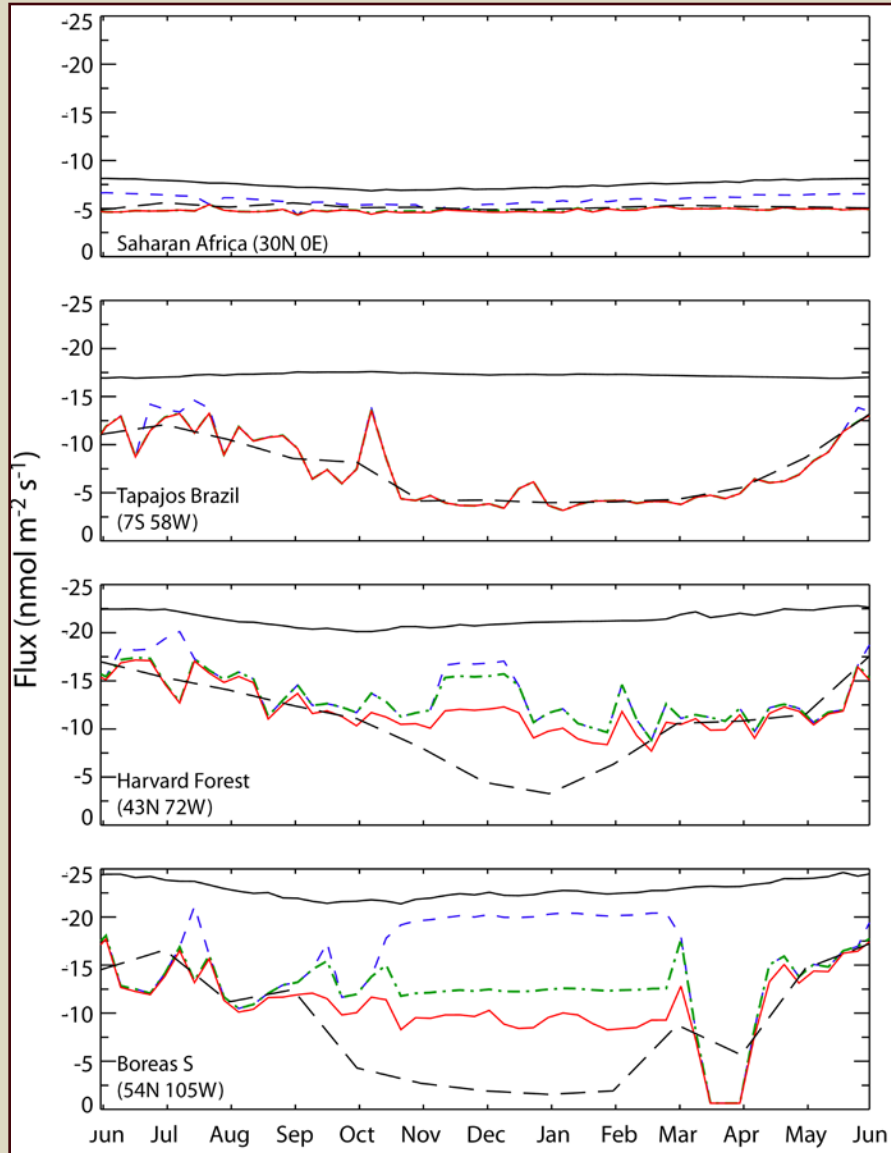 Flux (nmol m⁻² s⁻¹)
-25
-20
-15
-10
-5
0
Saharan Africa (30N 0E)
-25
-20
-15
-10
-5
0
Tapajos Brazil
(7S 58W)
-25
-20
-15
-10
-5
0
Harvard Forest
(43N 72W)
-25
-20
-15
-10
-5
0
Boreas S
(54N 105W)
Jun Jul Aug Sep Oct Nov Dec Jan Feb Mar Apr May Jun